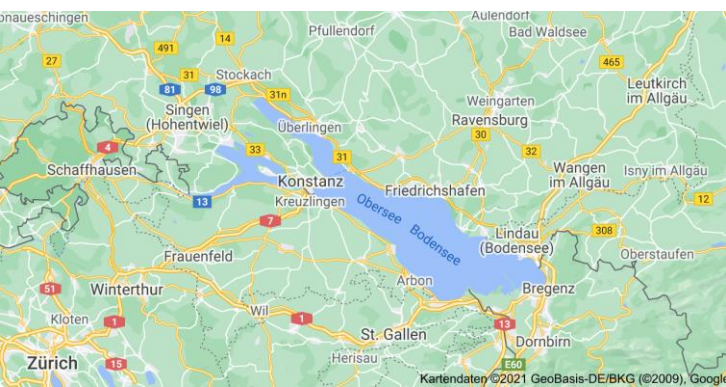 onaueschingen
Pfullendorf
Aulendorf
Bad Waldsee
14
491
27
31
Stockach
465
81
98
31n
Leutkirch
im Allgäu
Singen
(Hohentwiel)
Weingarten
Ravensburg
Überlingen
30
4
33
31
32
Schaffhausen
Wangen
im Allgäu
Isny im Allgäu
Konstanz
Friedrichshafen
13
Kreuzlingen
12
Obersee
Bodensee
7
Lindau
(Bodensee)
308
Frauenfeld
Oberstaufen
51
Winterthur
Arbon
Bregenz
Kloten
1
Wil
1
13
St. Gallen
Dornbirn
Zürich
15
Herisau
E60
Kartendaten ©2021 GeoBasis-DE/BKG (©2009), Google